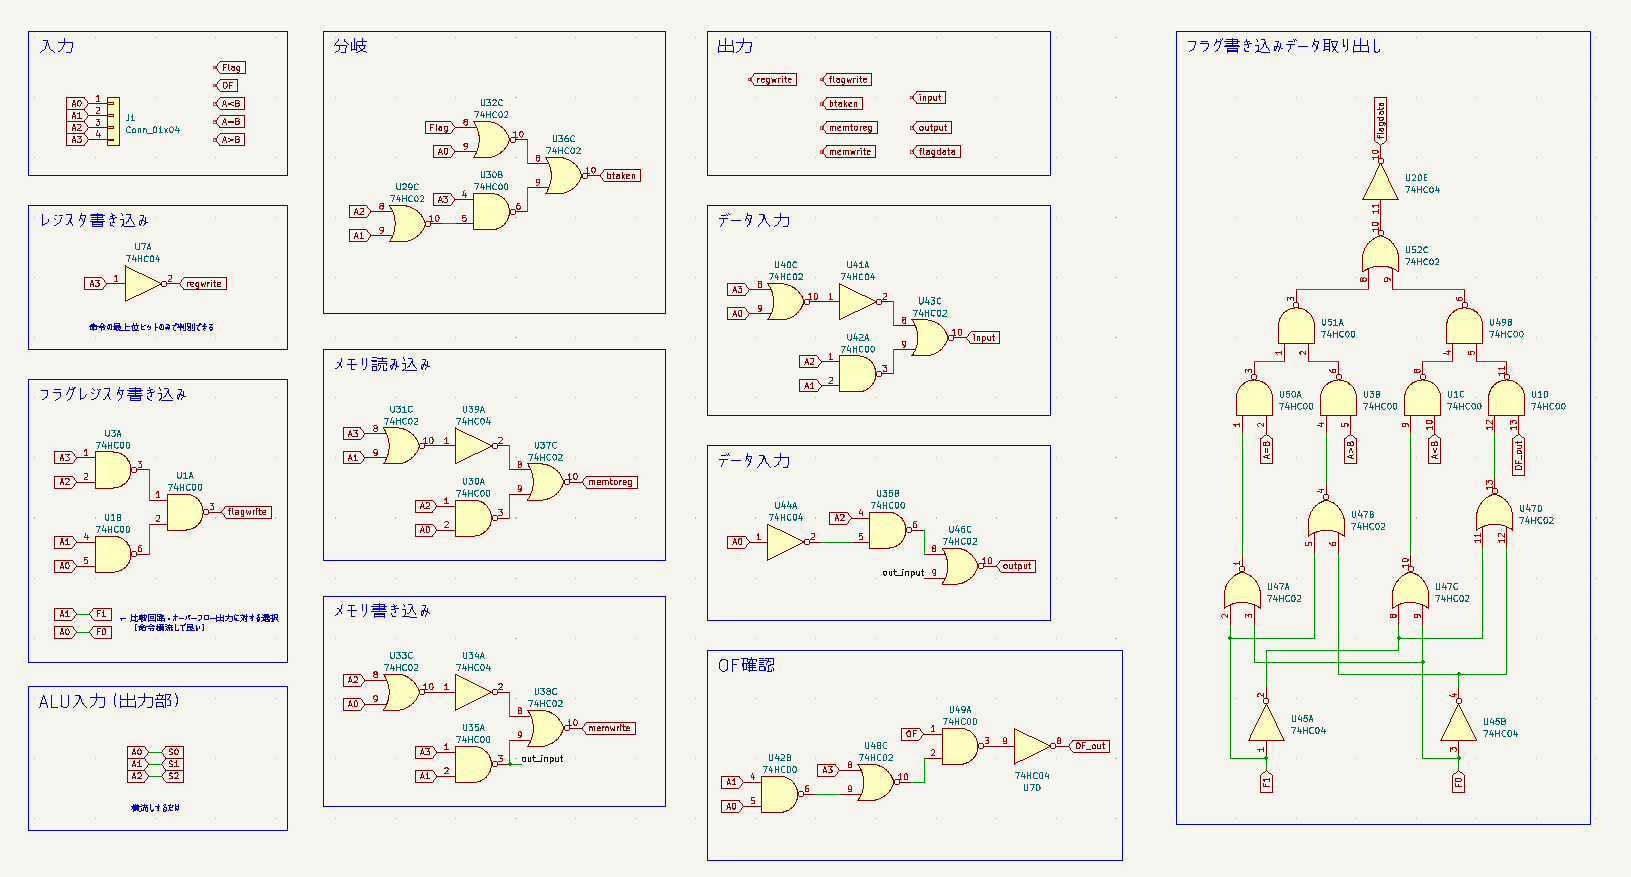 入力
Flag
OF
A<B
A=B
A>B
A0 1
A1 2
A2 3
A3 4
J1
Conn_01x04
レジスタ書き込み
U7A
74HC04
A3 1 2 regwrite
命令の最上位ビットのみで判別できる
フラグレジスタ書き込み
U3A
74HC00
A3 1
A2 2
3
U1A
74HC00
1
2
3 flagwrite
U1B
74HC00
A1 4
A0 5
6
A1 F1
A0 F0
← 比較回路・オーバーフロー出力に対する選択
(命令横流しで良い)
ALU入力 (出力部)
A0 S0
A1 S1
A2 S2
横流しするだけ
分岐
U32C
74HC02
Flag 8
A0 9
10
U36C
74HC02
8
9
10 btaken
U30B
74HC00
A3 4
5
6
U29C
74HC02
A2 8
A1 9
10
メモリ読み込み
U31C
74HC02
A3 8
A1 9
10
U39A
74HC04
1 2
U37C
74HC02
8
9
10 memtoreg
U30A
74HC00
A2 1
A0 2
3
メモリ書き込み
U33C
74HC02
A2 8
A0 9
10
U34A
74HC04
1 2
U38C
74HC02
8
9
10 memwrite
U35A
74HC00
A3 1
A1 2
3
out_input
出力
regwrite
flagwrite
btaken
memtoreg
memwrite
input
output
flagdata
データ入力
U40C
74HC02
A3 8
A0 9
10
U41A
74HC04
1 2
U43C
74HC02
8
9
10 input
U42A
74HC00
A2 1
A1 2
3
データ入力
U44A
74HC04
A0 1 2
U35B
74HC00
A2 4
5
6
U46C
74HC02
8
out_input 9
10 output
OF確認
U42B
74HC00
A1 4
A0 5
6
U48C
74HC02
A3 8
9
10
U49A
74HC00
OF 1
2
3
9 8 OF_out
74HC04
U7D
フラグ書き込みデータ取り出し
flagdata
10
U20E
74HC04
11
10
U52C
74HC02
8 9
3
U51A
74HC00
1 2
6
U49B
74HC00
4 5
3
U50A
74HC00
1 2
A=B
6
U3B
74HC00
4 5
A>B
8
U1C
74HC00
9 10
A<B
11
U1D
74HC00
12 13
OF_out
4
U47B
74HC02
5 6
13
U47D
74HC02
11 12
1
U47A
74HC02
2 3
10
U47C
74HC02
8 9
2
U45A
74HC04
1
F1
4
U45B
74HC04
3
F0